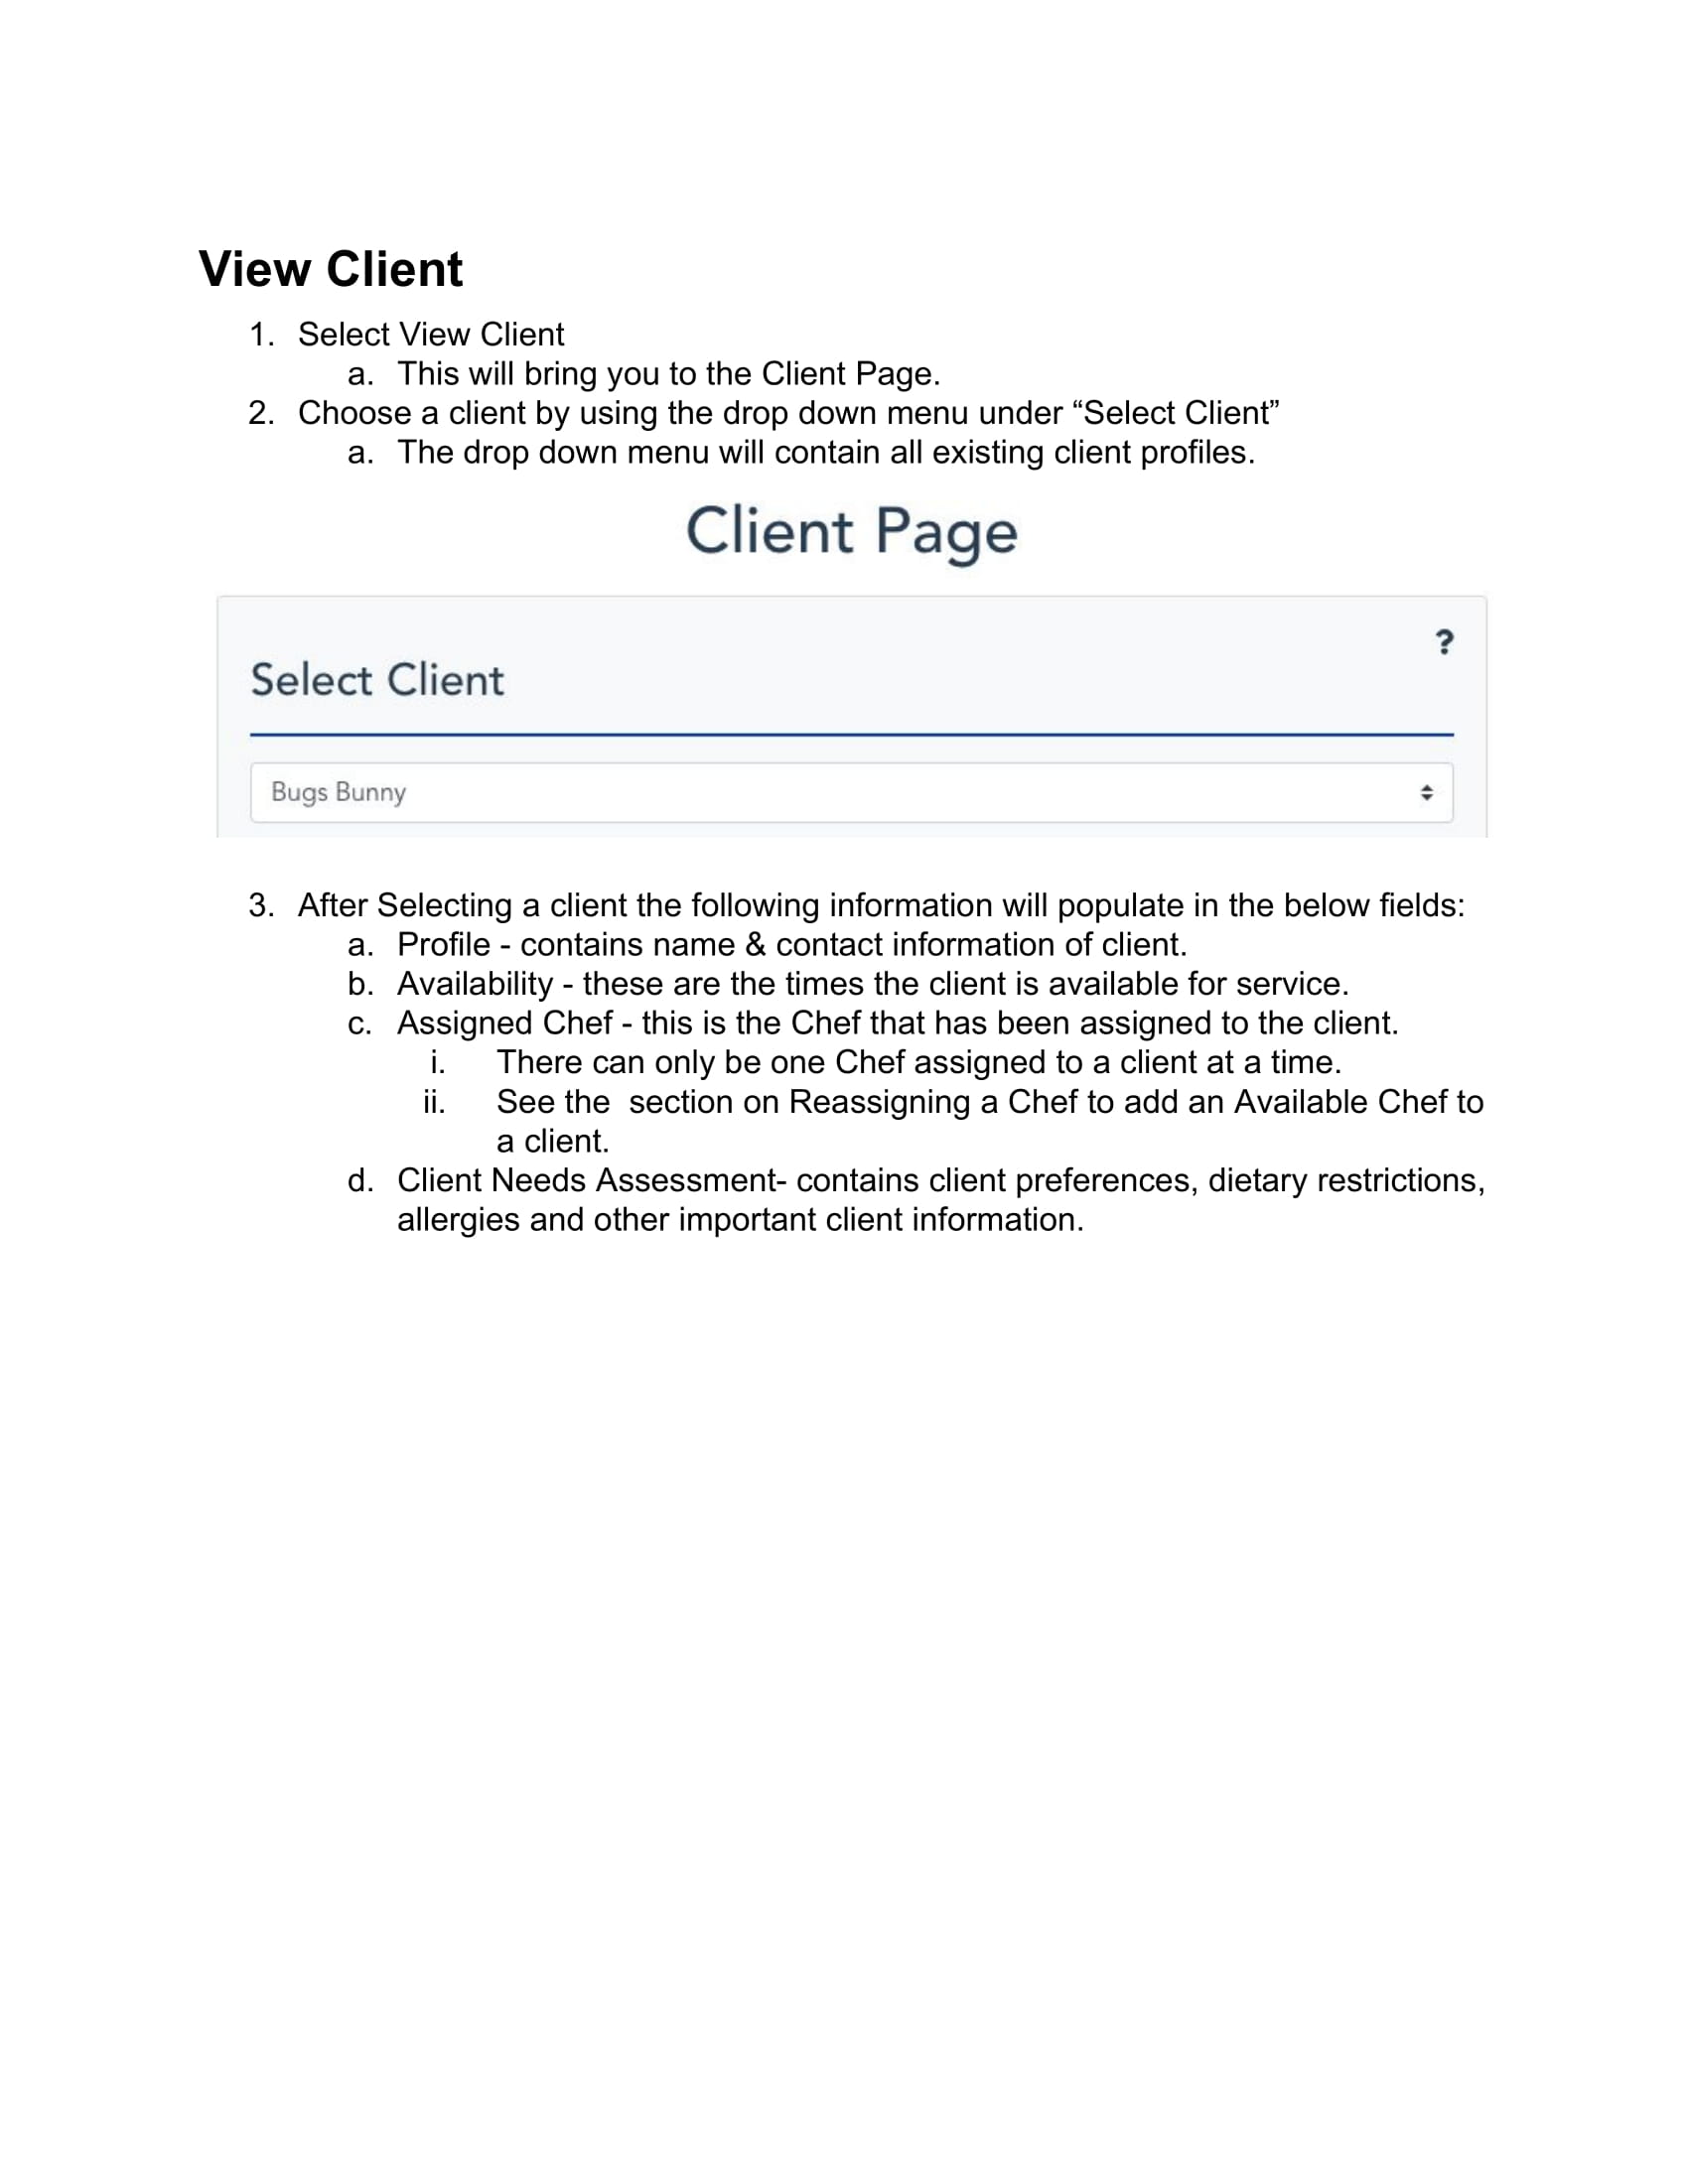 View Client
1. Select View Client
a. This will bring you to the Client Page.
2. Choose a client by using the drop down menu under “Select Client”
a. The drop down menu will contain all existing client profiles.
Client Page
?
Select Client
Bugs Bunny
3. After Selecting a client the following information will populate in the below fields:
a. Profile - contains name & contact information of client.
b. Availability - these are the times the client is available for service.
c. Assigned Chef - this is the Chef that has been assigned to the client.
i. There can only be one Chef assigned to a client at a time.
ii. See the  section on Reassigning a Chef to add an Available Chef to
a client.
d. Client Needs Assessment- contains client preferences, dietary restrictions,
allergies and other important client information.